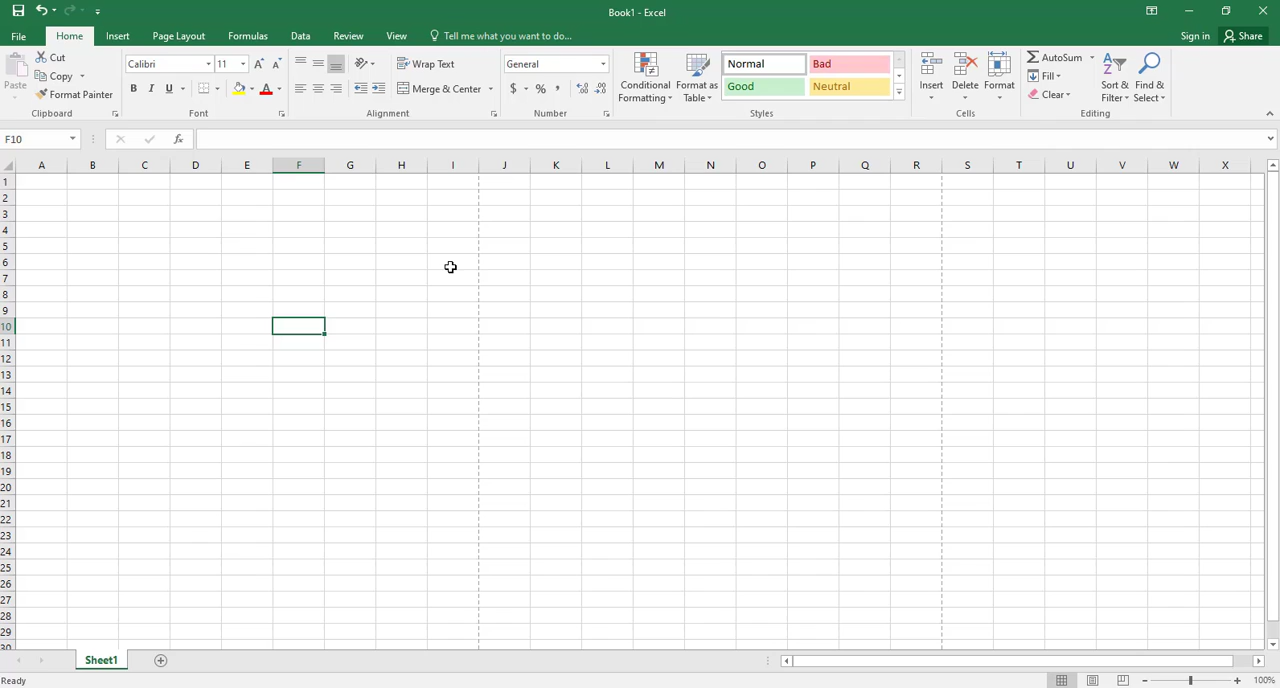 Book1 - Excel
File Home Insert Page Layout Formulas Data Review View Tell me what you want to do... Sign in Share
Paste Cut Copy Format Painter Clipboard
Calibri 11 B I U A Font
Wrap Text Merge & Center Alignment
General $ % , Number
Conditional Formatting Format as Table Normal Bad Good Neutral Styles
Insert Delete Format Cells
AutoSum Fill Clear Sort & Filter Find & Select Editing
F10 fx
A B C D E F G H I J K L M N O P Q R S T U V W X
1
2
3
4
5
6
7
8
9
10
11
12
13
14
15
16
17
18
19
20
21
22
23
24
25
26
27
28
29
30
Sheet1
Ready 100%